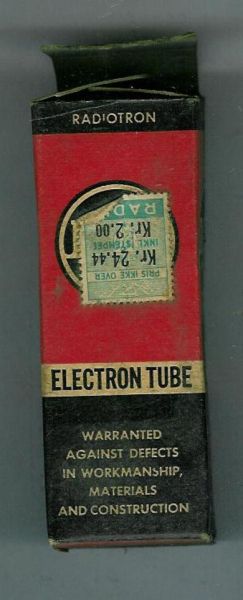 RADIOTRON
PRIS IKKE OVER
Kr. 24.44
INKL. STEMPEL
Kr. 2.00
ELECTRON TUBE
WARRANTED
AGAINST DEFECTS
IN WORKMANSHIP,
MATERIALS
AND CONSTRUCTION